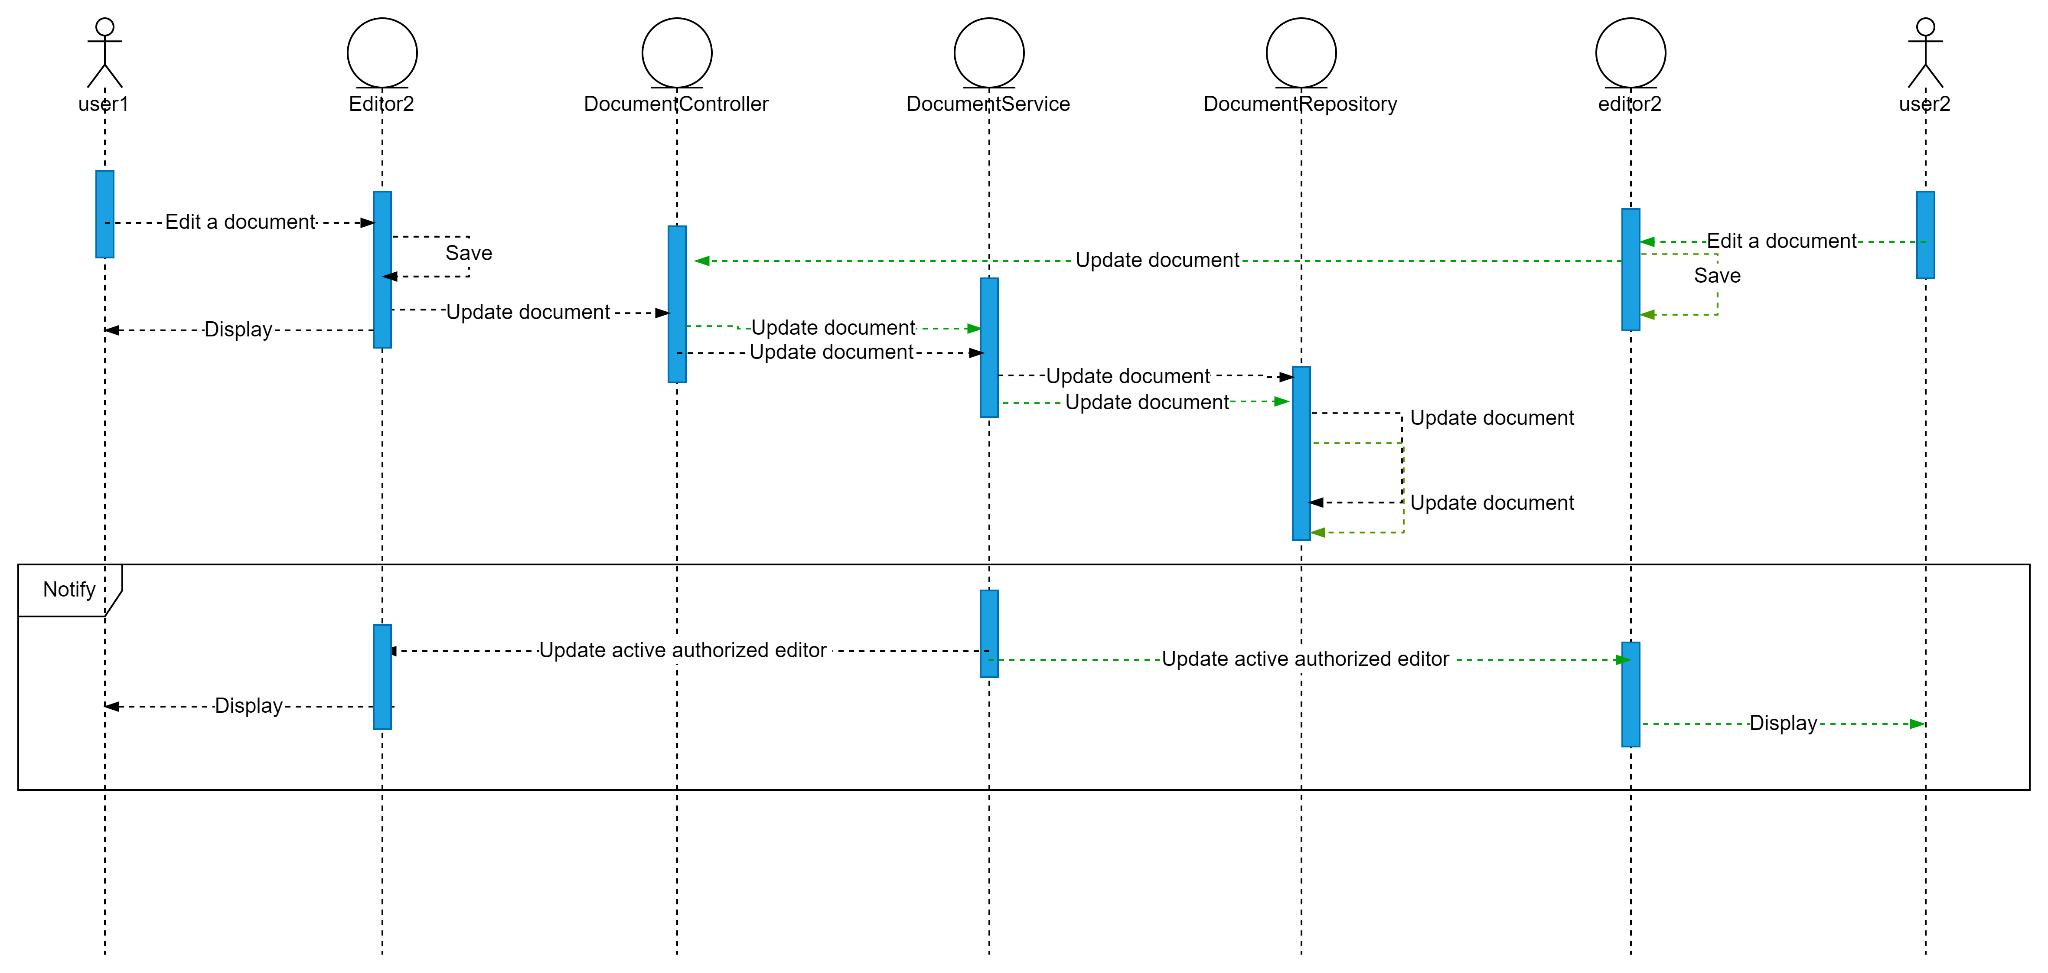 user1
Editor2
DocumentController
DocumentService
DocumentRepository
editor2
user2
Edit a document
Edit a document
Save
Update document
Save
Update document
Display
Update document
Update document
Update document
Update document
Update document
Update document
Notify
Update active authorized editor
Update active authorized editor
Display
Display